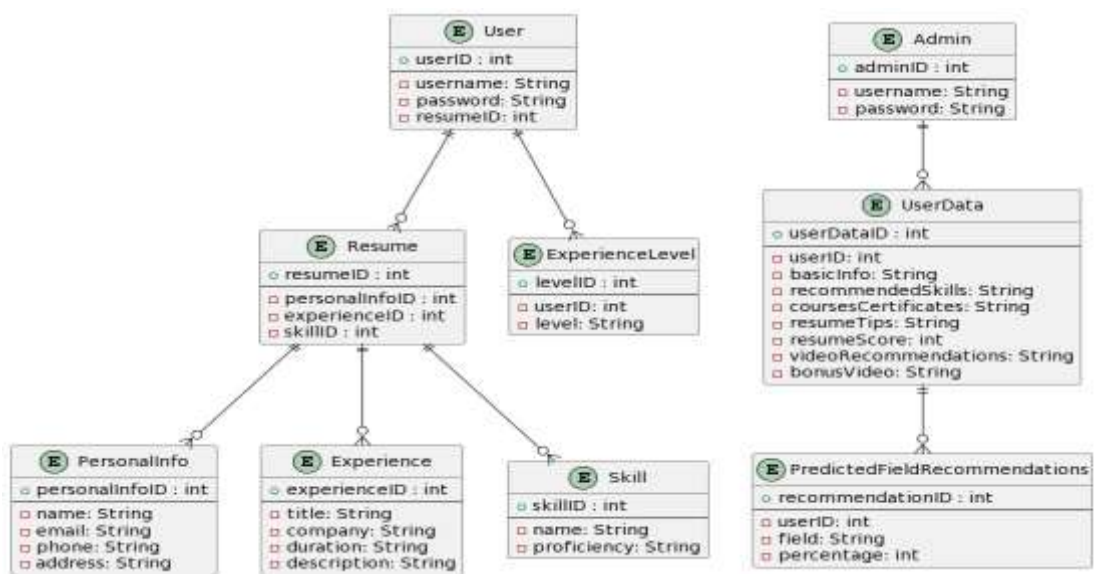 E User
userID : int
username: String
password: String
resumeID: int
E Admin
adminID : int
username: String
password: String
E Resume
resumeID : int
personalInfoID : int
experienceID : int
skillID : int
E ExperienceLevel
levelID : int
userID: int
level: String
E UserData
userDataID : int
userID: int
basicInfo: String
recommendedSkills: String
coursesCertificates: String
resumeTips: String
resumeScore: int
videoRecommendations: String
bonusVideo: String
E PersonalInfo
personalInfoID : int
name: String
email: String
phone: String
address: String
E Experience
experienceID : int
title: String
company: String
duration: String
description: String
E Skill
skillID : int
name: String
proficiency: String
E PredictedFieldRecommendations
recommendationID : int
userID: int
field: String
percentage: int